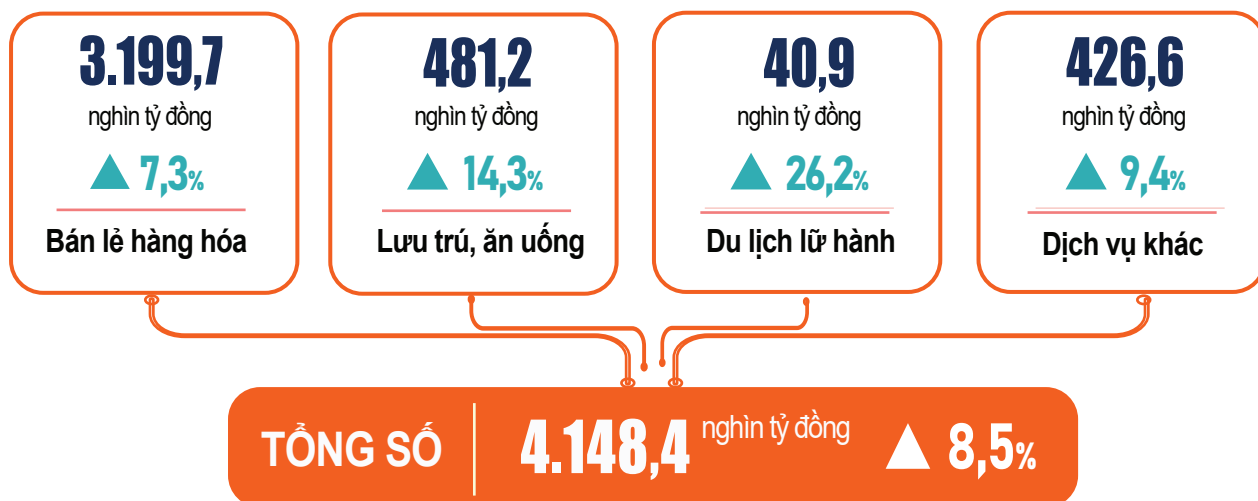 3.199,7
nghìn tỷ đồng
▲ 7,3%
Bán lẻ hàng hóa
481,2
nghìn tỷ đồng
▲ 14,3%
Lưu trú, ăn uống
40,9
nghìn tỷ đồng
▲ 26,2%
Du lịch lữ hành
426,6
nghìn tỷ đồng
▲ 9,4%
Dịch vụ khác
TỔNG SỐ 4.148,4 nghìn tỷ đồng ▲ 8,5%